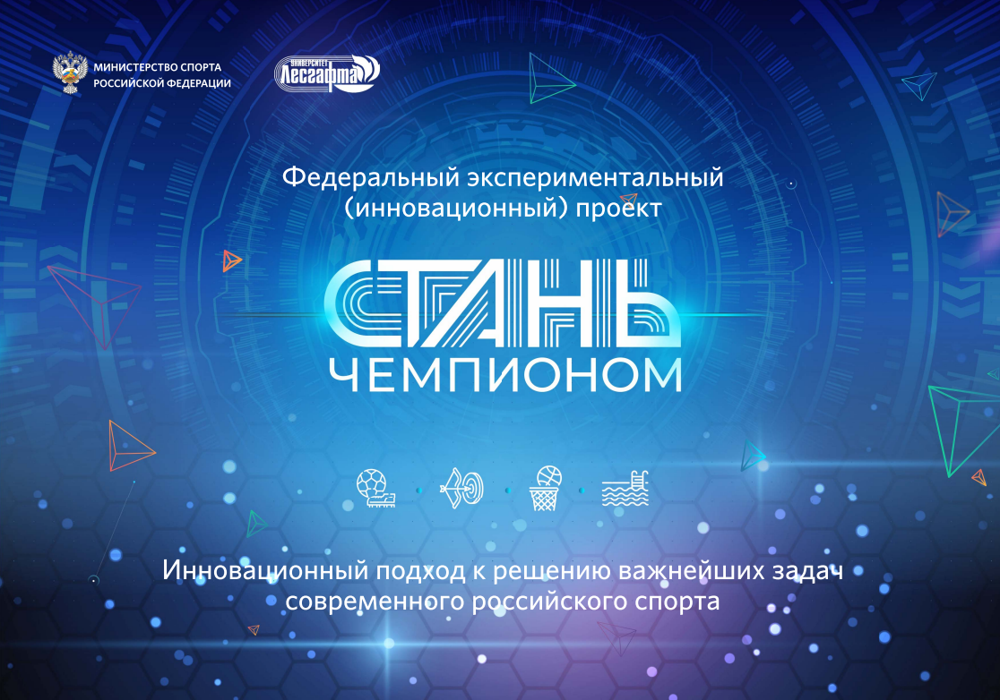 МИНИСТЕРСТВО СПОРТА
РОССИЙСКОЙ ФЕДЕРАЦИИ
УНИВЕРСИТЕТ
Лесгафта
Федеральный экспериментальный
(инновационный) проект
СТАНЬ
ЧЕМПИОНОМ
Инновационный подход к решению важнейших задач
современного российского спорта